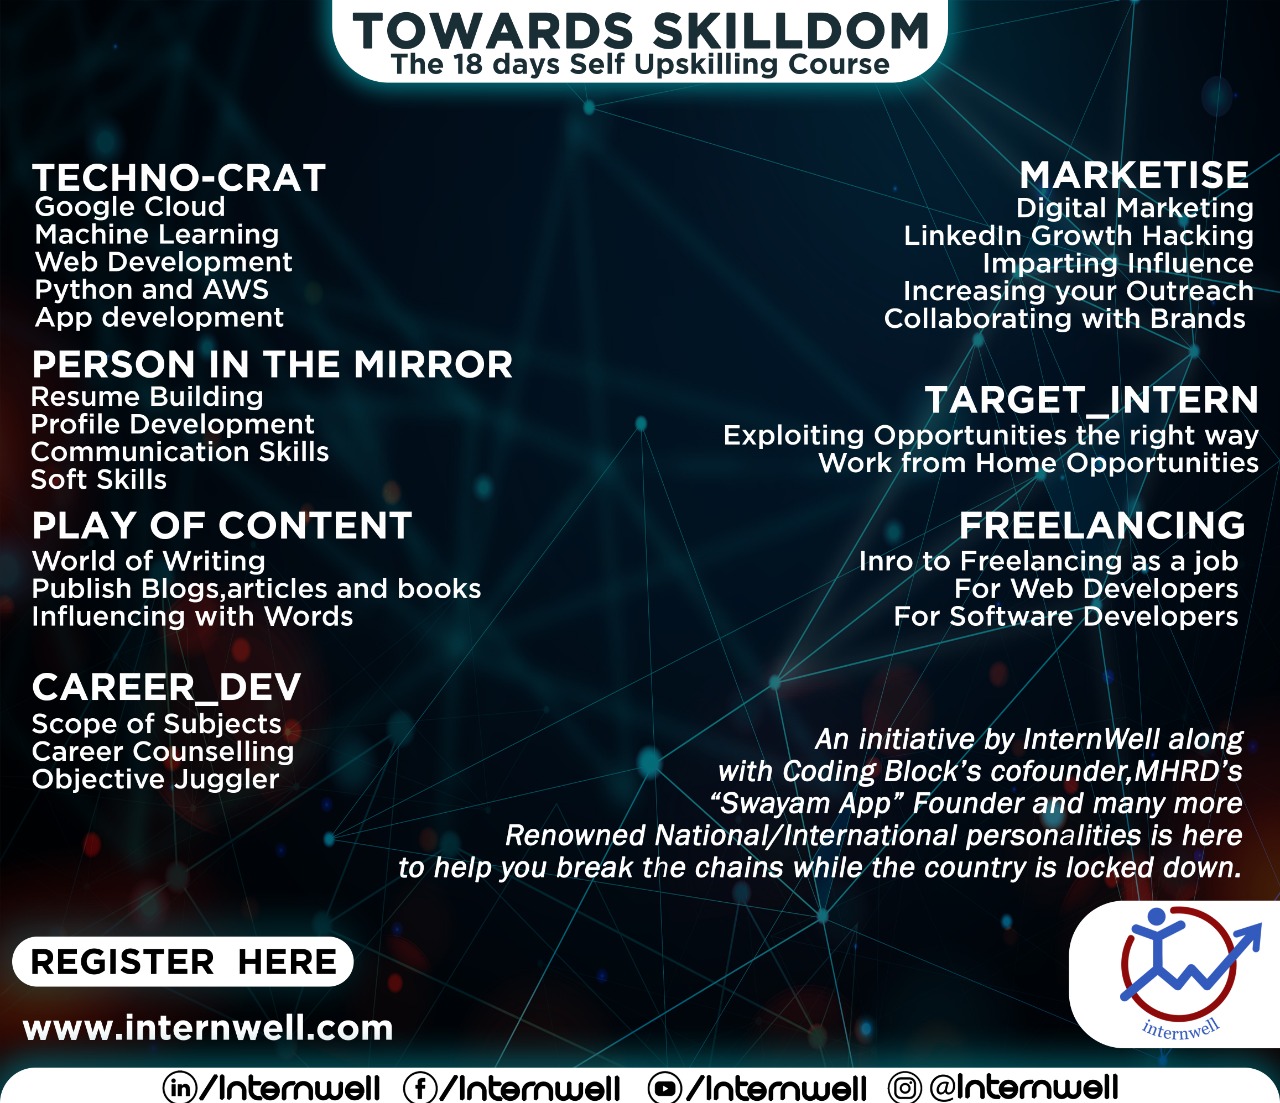 TOWARDS SKILLDOM
The 18 days Self Upskilling Course
TECHNO-CRAT
Google Cloud
Machine Learning
Web Development
Python and AWS
App development
PERSON IN THE MIRROR
Resume Building
Profile Development
Communication Skills
Soft Skills
PLAY OF CONTENT
World of Writing
Publish Blogs,articles and books
Influencing with Words
CAREER_DEV
Scope of Subjects
Career Counselling
Objective Juggler
MARKETISE
Digital Marketing
LinkedIn Growth Hacking
Imparting Influence
Increasing your Outreach
Collaborating with Brands
TARGET_INTERN
Exploiting Opportunities the right way
Work from Home Opportunities
FREELANCING
Inro to Freelancing as a job
For Web Developers
For Software Developers
An initiative by InternWell along
with Coding Block’s cofounder,MHRD’s
“Swayam App” Founder and many more
Renowned National/International personalities is here
to help you break the chains while the country is locked down.
REGISTER HERE
www.internwell.com
internwell
in/Internwell f/Internwell /Internwell @Internwell